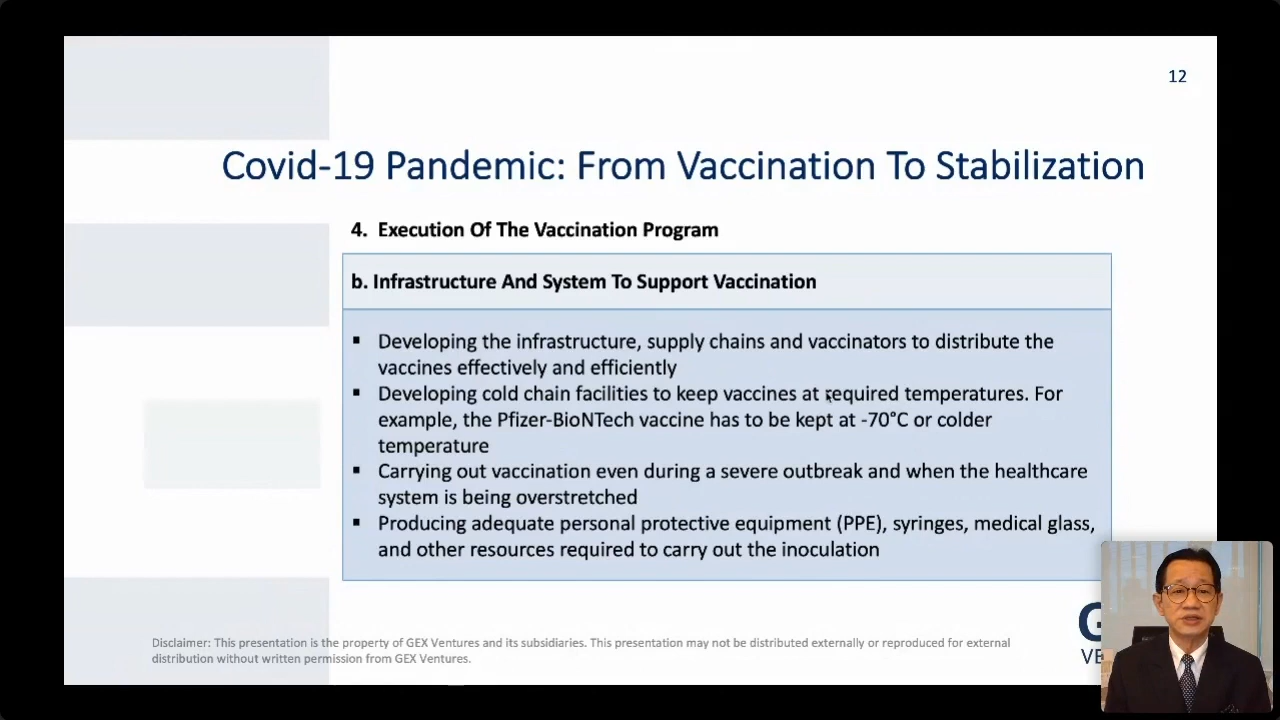 12
Covid-19 Pandemic: From Vaccination To Stabilization
4. Execution Of The Vaccination Program
b. Infrastructure And System To Support Vaccination
▪ Developing the infrastructure, supply chains and vaccinators to distribute the
vaccines effectively and efficiently
▪ Developing cold chain facilities to keep vaccines at required temperatures. For
example, the Pfizer-BioNTech vaccine has to be kept at -70°C or colder
temperature
▪ Carrying out vaccination even during a severe outbreak and when the healthcare
system is being overstretched
▪ Producing adequate personal protective equipment (PPE), syringes, medical glass,
and other resources required to carry out the inoculation
Disclaimer: This presentation is the property of GEX Ventures and its subsidiaries. This presentation may not be distributed externally or reproduced for external
distribution without written permission from GEX Ventures.